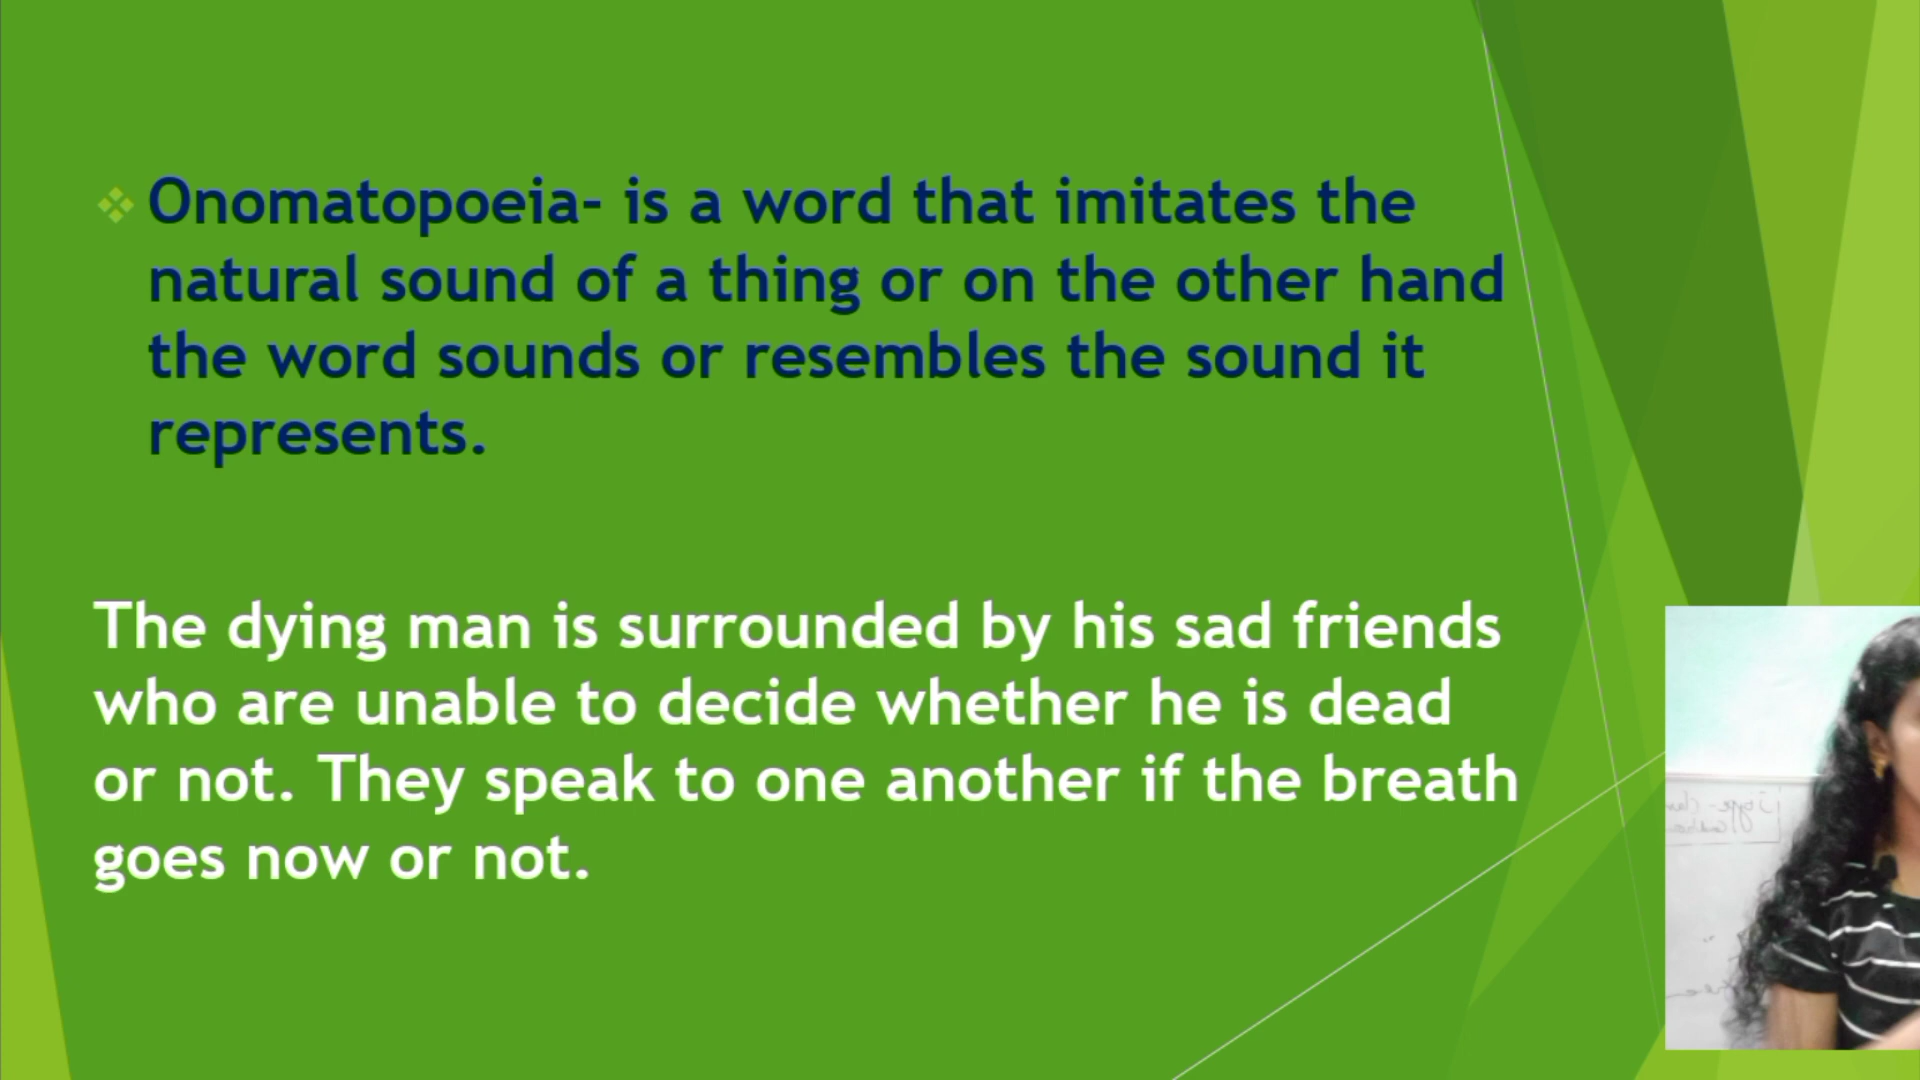 Onomatopoeia- is a word that imitates the
natural sound of a thing or on the other hand
the word sounds or resembles the sound it
represents.
The dying man is surrounded by his sad friends
who are unable to decide whether he is dead
or not. They speak to one another if the breath
goes now or not.